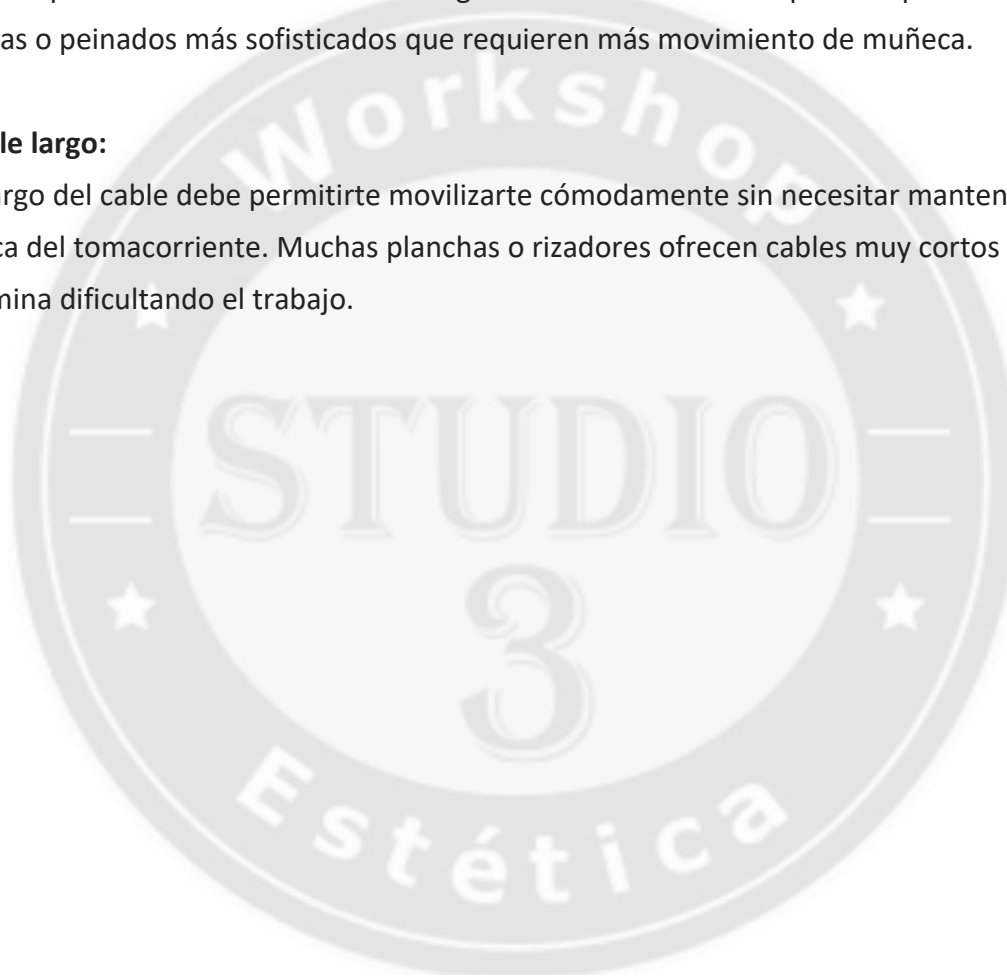 as o peinados más sofisticados que requieren más movimiento de muñeca.
le largo:
argo del cable debe permitirte movilizarte cómodamente sin necesitar manten
ca del tomacorriente. Muchas planchas o rizadores ofrecen cables muy cortos
mina dificultando el trabajo.
Workshop
STUDIO
3
Estética